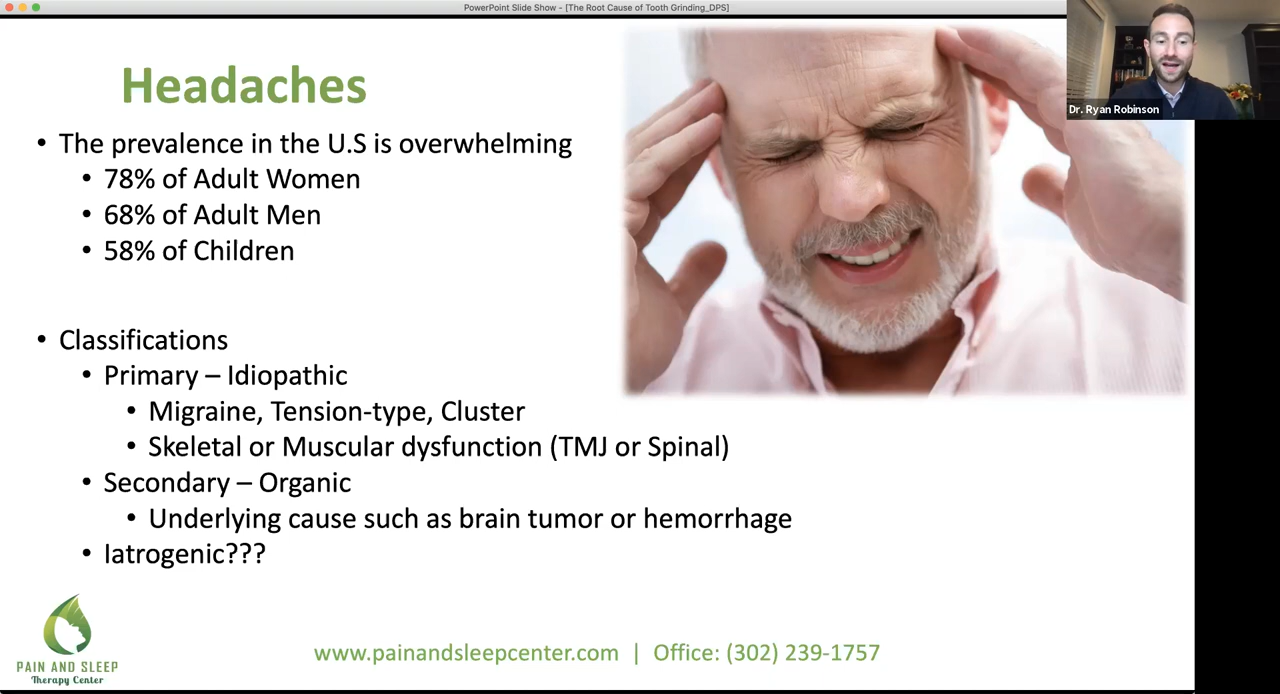 PowerPoint Slide Show - [The Root Cause of Tooth Grinding_DPS]
Dr. Ryan Robinson
Headaches
• The prevalence in the U.S is overwhelming
• 78% of Adult Women
• 68% of Adult Men
• 58% of Children
• Classifications
• Primary – Idiopathic
• Migraine, Tension-type, Cluster
• Skeletal or Muscular dysfunction (TMJ or Spinal)
• Secondary – Organic
• Underlying cause such as brain tumor or hemorrhage
• Iatrogenic???
PAIN AND SLEEP
Therapy Center
www.painandsleepcenter.com | Office: (302) 239-1757